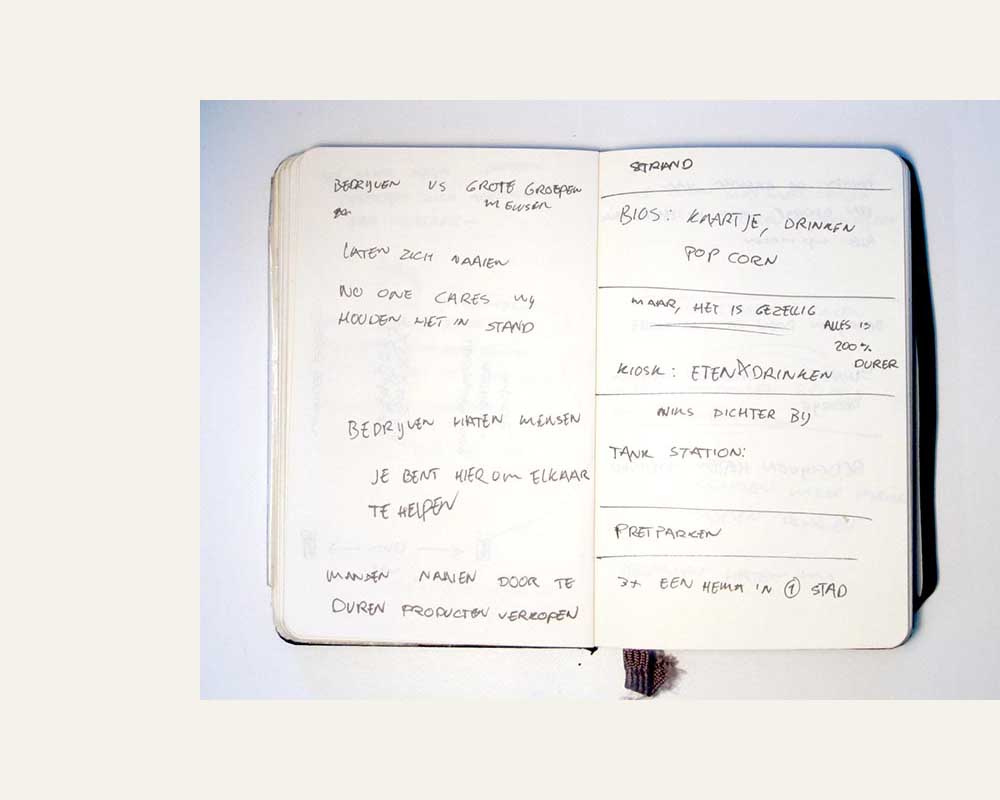 BEDRIJVEN VS GROTE GROEPEN
MENSEN
LATEN ZICH NAAIEN
NO ONE CARES WIJ
HOUDEN HET IN STAND
BEDRIJVEN HATEN MENSEN
JE BENT HIER OM ELKAAR
TE HELPEN
NAAIEN DOOR TE
DUREN PRODUCTEN VERKOPEN
STRAND
BIOS: KAARTJE, DRINKEN
POP CORN
MAAR, HET IS GEZELLIG
ALLES IS
200%
DURER
KIOSK: ETEN & DRINKEN
NIKS DICHTER BIJ
TANK STATION:
PRETPARKEN
3x EEN HEMA IN 1 STAD